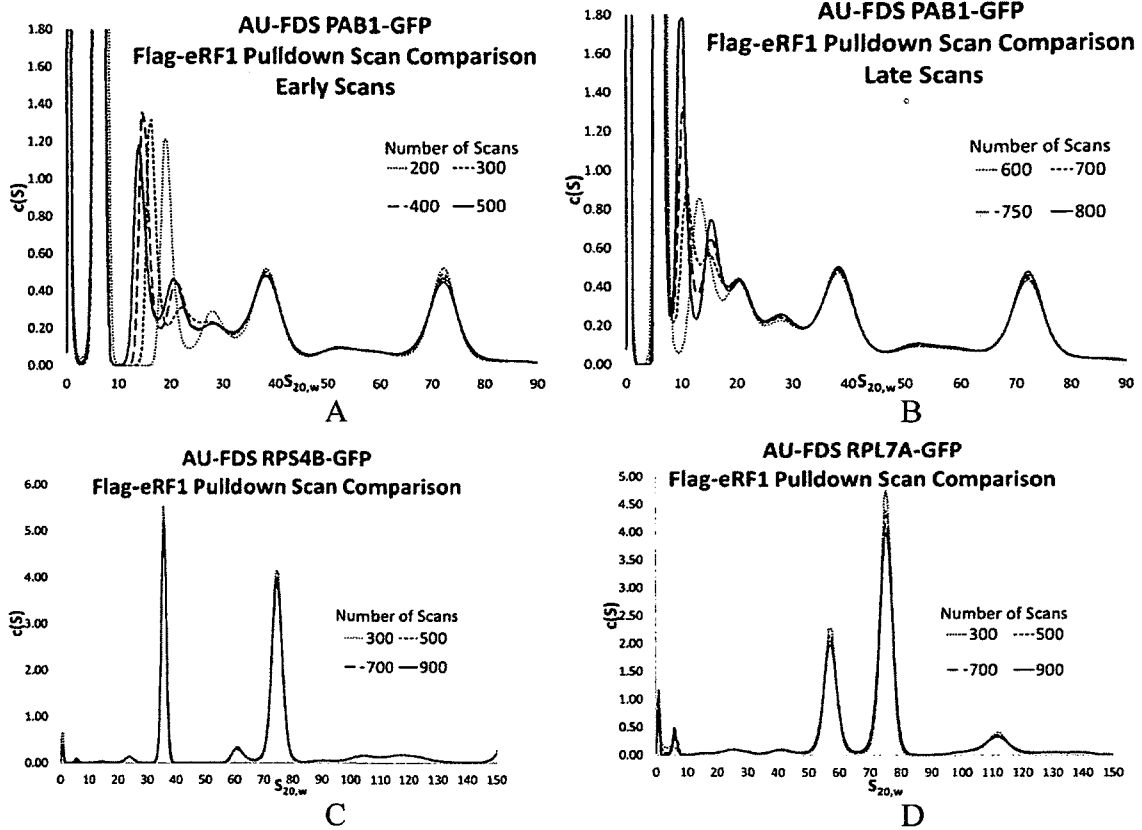 AU-FDS PAB1-GFP
Flag-eRF1 Pulldown Scan Comparison
Early Scans
c(S)
1.80
1.60
1.40
1.20
1.00
0.80
0.60
0.40
0.20
0.00
Number of Scans
200 300
400 500
0 10 20 30 40 50 60 70 80 90
S20,w
A
AU-FDS PAB1-GFP
Flag-eRF1 Pulldown Scan Comparison
Late Scans
c(S)
1.80
1.60
1.40
1.20
1.00
0.80
0.60
0.40
0.20
0.00
Number of Scans
600 700
750 800
0 10 20 30 40 50 60 70 80 90
S20,w
B
AU-FDS RPS4B-GFP
Flag-eRF1 Pulldown Scan Comparison
c(S)
6.00
5.00
4.00
3.00
2.00
1.00
0.00
Number of Scans
300 500
700 900
0 10 20 30 40 50 60 70 80 90 100 110 120 130 140 150
S20,w
C
AU-FDS RPL7A-GFP
Flag-eRF1 Pulldown Scan Comparison
c(S)
5.00
4.50
4.00
3.50
3.00
2.50
2.00
1.50
1.00
0.50
0.00
Number of Scans
300 500
700 900
0 10 20 30 40 50 60 70 80 90 100 110 120 130 140 150
S20,w
D